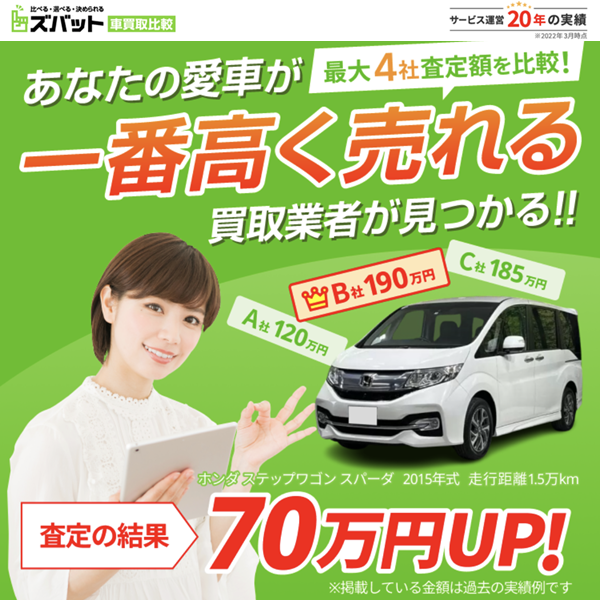 比べる・選べる・決められる
ズバット 車買取比較
サービス運営 20年の実績
※2022年3月時点
あなたの愛車が
最大4社査定額を比較!
一番高く売れる
買取業者が見つかる!!
A社 120万円
B社 190万円
C社 185万円
ホンダ ステップワゴン スパーダ 2015年式 走行距離1.5万km
査定の結果
70万円UP!
※掲載している金額は過去の実績例です